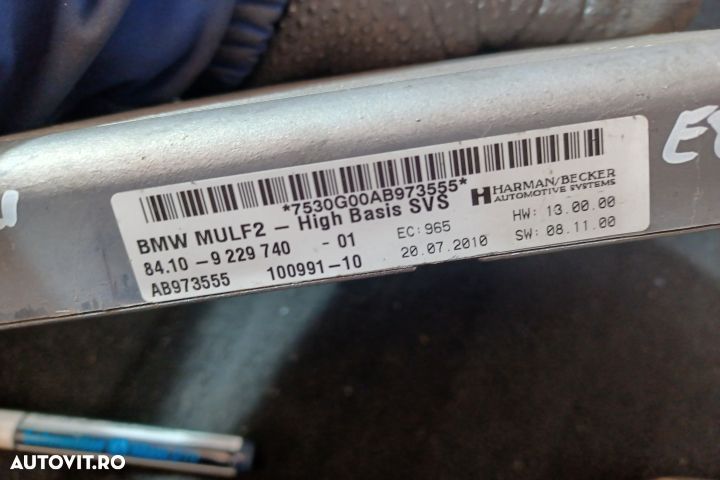 *7530G00AB973555*
HARMAN/BECKER
AUTOMOTIVE SYSTEMS
BMW MULF2 - High Basis SVS
84.10 - 9 229 740 - 01
EC: 965
HW: 13.00.00
AB973555 100991-10
20.07.2010
SW: 08.11.00
AUTOVIT.RO